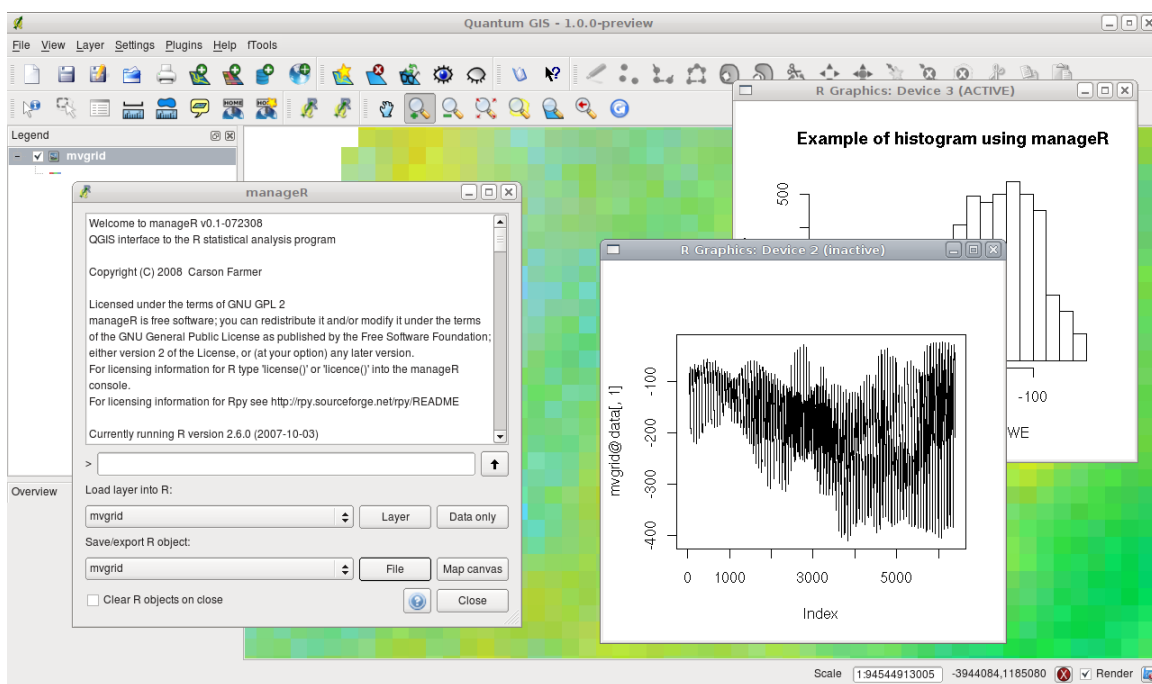 Quantum GIS - 1.0.0-preview
File View Layer Settings Plugins Help fTools
HOME HOME
Legend
mvgrid
Overview
manageR
Welcome to manageR v0.1-072308
QGIS interface to the R statistical analysis program
Copyright (C) 2008 Carson Farmer
Licensed under the terms of GNU GPL 2
manageR is free software; you can redistribute it and/or modify it under the terms
of the GNU General Public License as published by the Free Software Foundation;
either version 2 of the License, or (at your option) any later version.
For licensing information for R type 'license()' or 'licence()' into the manageR
console.
For licensing information for Rpy see http://rpy.sourceforge.net/rpy/README
Currently running R version 2.6.0 (2007-10-03)
>
Load layer into R:
mvgrid Layer Data only
Save/export R object:
mvgrid File Map canvas
Clear R objects on close Close
R Graphics: Device 3 (ACTIVE)
Example of histogram using manageR
500
-100
WE
R Graphics: Device 2 (inactive)
mvgrid@data[, 1]
-100
-200
-300
-400
0 1000 3000 5000
Index
Scale 1:94544913005 -3944084,1185080 Render